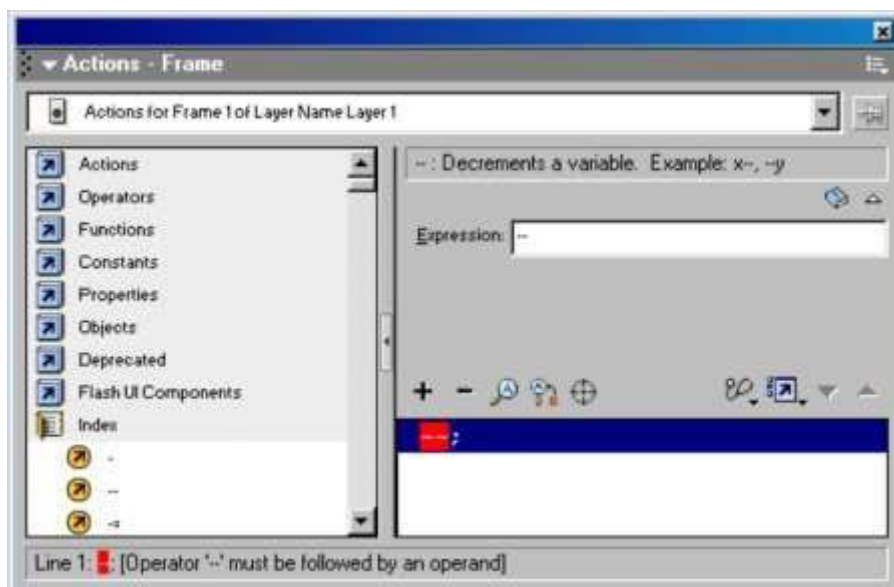 Actions - Frame
Actions for Frame 1 of Layer Name Layer 1
Actions
Operators
Functions
Constants
Properties
Objects
Deprecated
Flash UI Components
Index
-
--
-=
-- : Decrements a variable. Example: x--, --y
Expression: --
--;
Line 1: --: [Operator '--' must be followed by an operand]